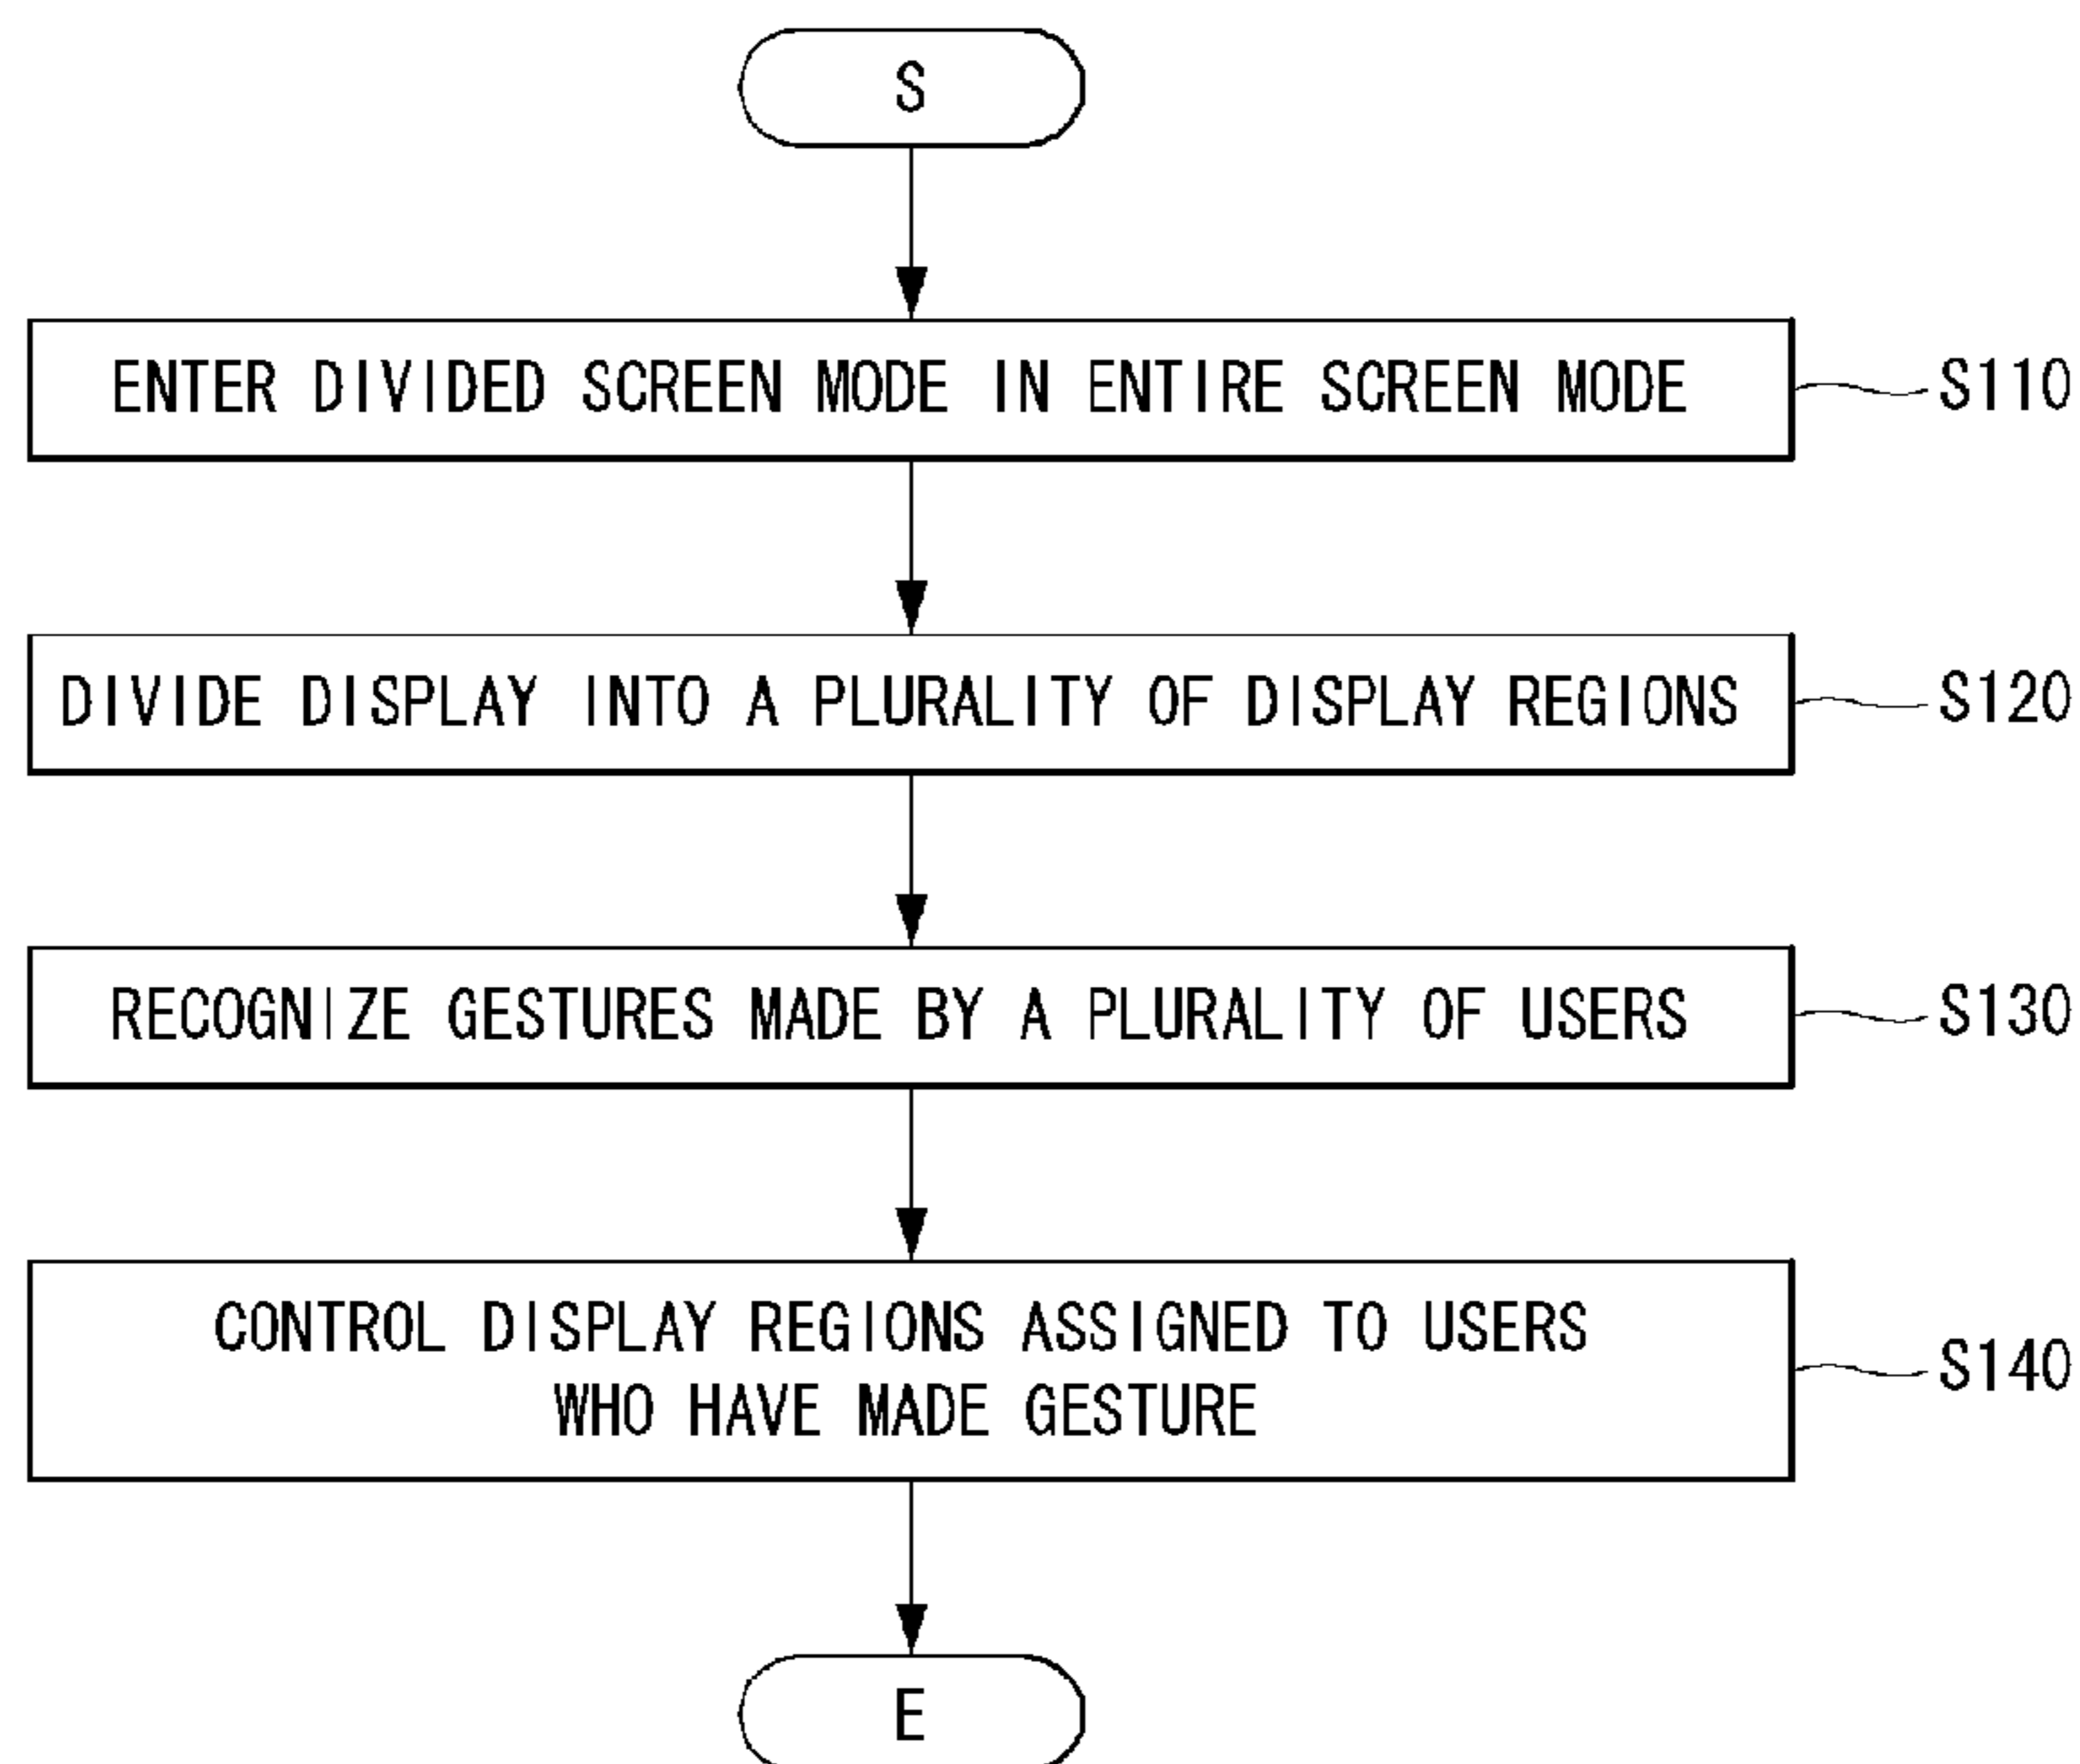 S
ENTER DIVIDED SCREEN MODE IN ENTIRE SCREEN MODE
S110
DIVIDE DISPLAY INTO A PLURALITY OF DISPLAY REGIONS
S120
RECOGNIZE GESTURES MADE BY A PLURALITY OF USERS
S130
CONTROL DISPLAY REGIONS ASSIGNED TO USERS
WHO HAVE MADE GESTURE
S140
E